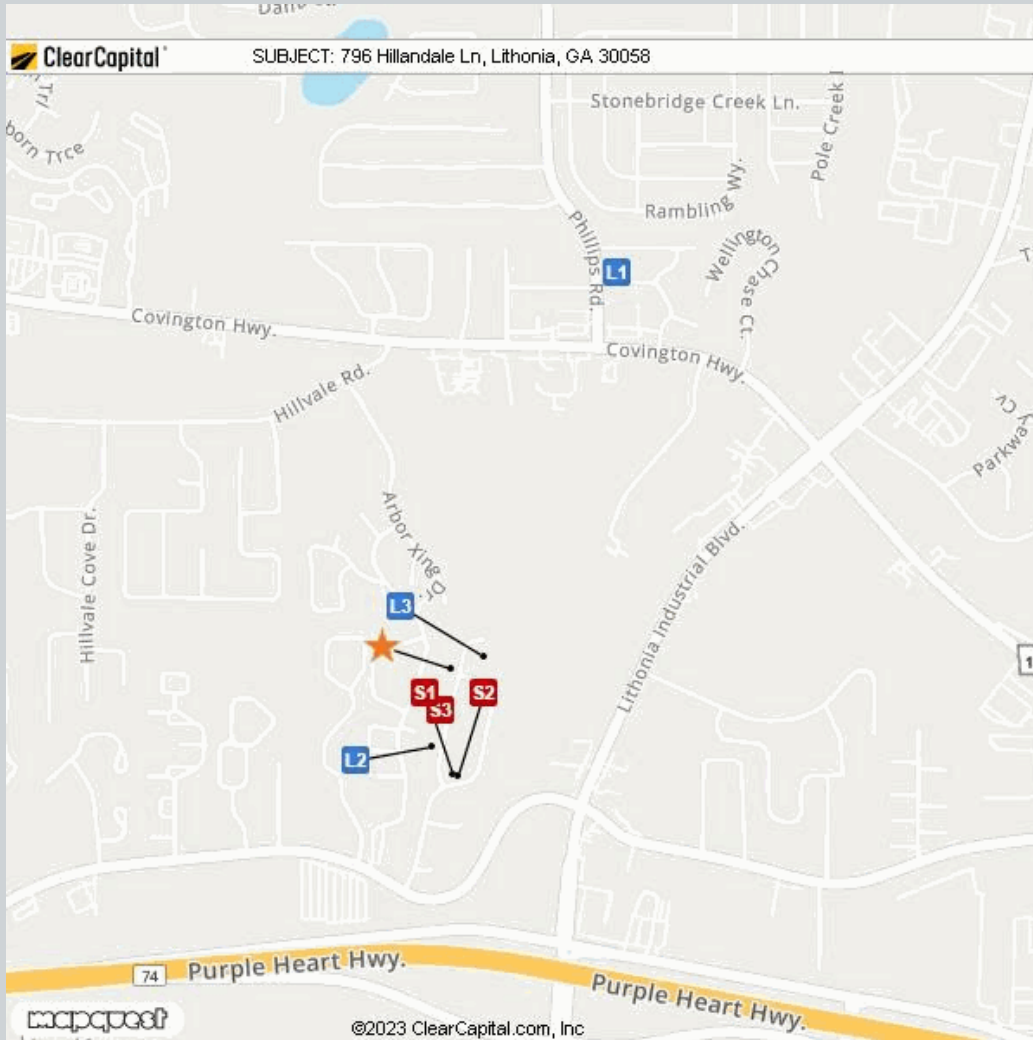 ClearCapital
SUBJECT: 796 Hillandale Ln, Lithonia, GA 30058
Stonebridge Creek Ln.
Pole Creek
born Trce
Rambling Wy.
Wellington Chase Ct.
Phillips Rd.
L1
Covington Hwy.
Covington Hwy.
Hillvale Rd.
Parkway Cv
Arbor Xing Dr.
Hillvale Cove Dr.
Lithonia Industrial Blvd.
L3
S1
S2
S3
L2
74
Purple Heart Hwy.
Purple Heart Hwy.
mapquest
©2023 ClearCapital.com, Inc